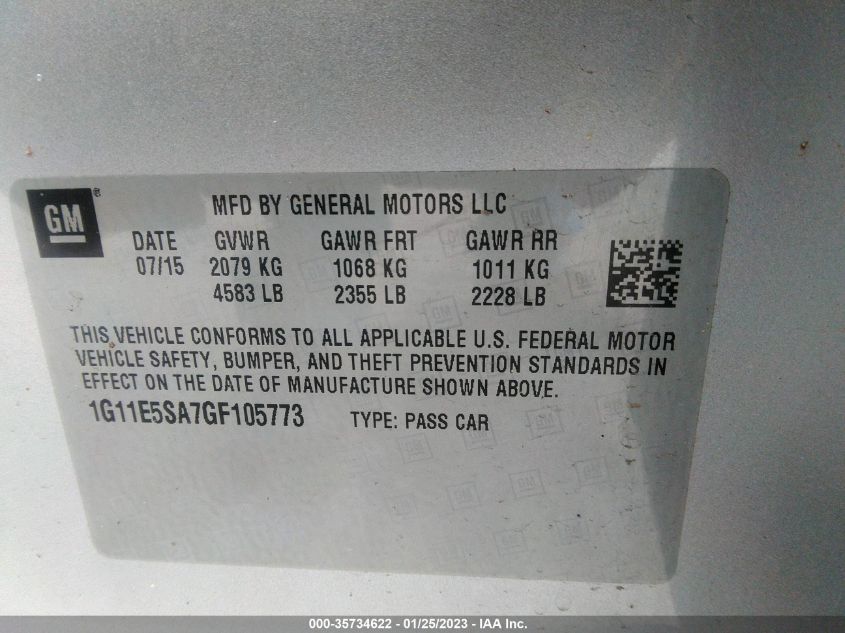 GM®
MFD BY GENERAL MOTORS LLC
DATE GVWR GAWR FRT GAWR RR
07/15 2079 KG 1068 KG 1011 KG
4583 LB 2355 LB 2228 LB
THIS VEHICLE CONFORMS TO ALL APPLICABLE U.S. FEDERAL MOTOR
VEHICLE SAFETY, BUMPER, AND THEFT PREVENTION STANDARDS IN
EFFECT ON THE DATE OF MANUFACTURE SHOWN ABOVE.
1G11E5SA7GF105773 TYPE: PASS CAR
000-35734622 - 01/25/2023 - IAA Inc.